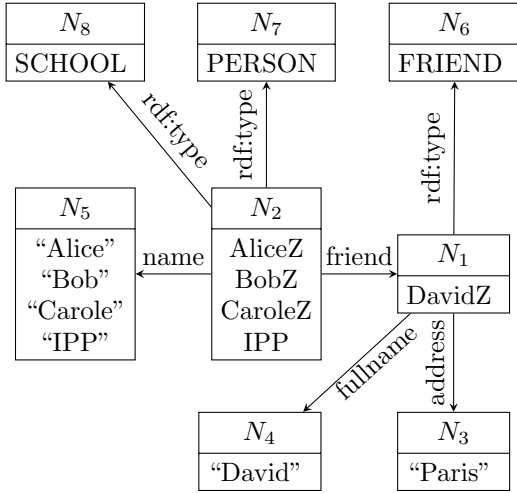 N₈
SCHOOL
N₇
PERSON
N₆
FRIEND
rdf:type
rdf:type
rdf:type
N₅
“Alice”
“Bob”
“Carole”
“IPP”
name
N₂
AliceZ
BobZ
CaroleZ
IPP
friend
N₁
DavidZ
fullname
address
N₄
“David”
N₃
“Paris”